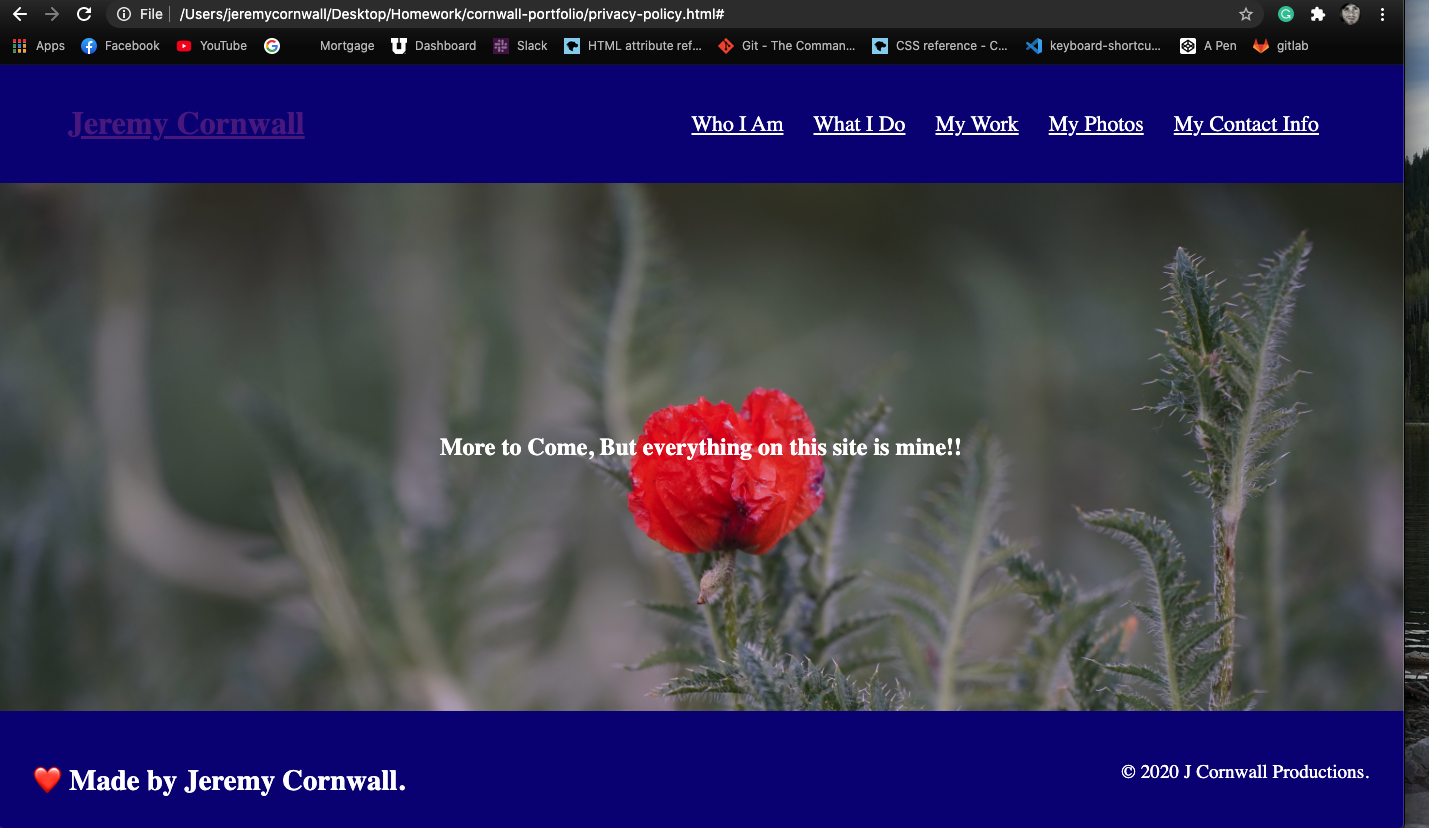 File /Users/jeremycornwall/Desktop/Homework/cornwall-portfolio/privacy-policy.html#
Apps Facebook YouTube Mortgage Dashboard Slack HTML attribute ref... Git - The Comman... CSS reference - C... keyboard-shortcu... A Pen gitlab
Jeremy Cornwall Who I Am What I Do My Work My Photos My Contact Info
More to Come, But everything on this site is mine!!
❤️ Made by Jeremy Cornwall. © 2020 J Cornwall Productions.